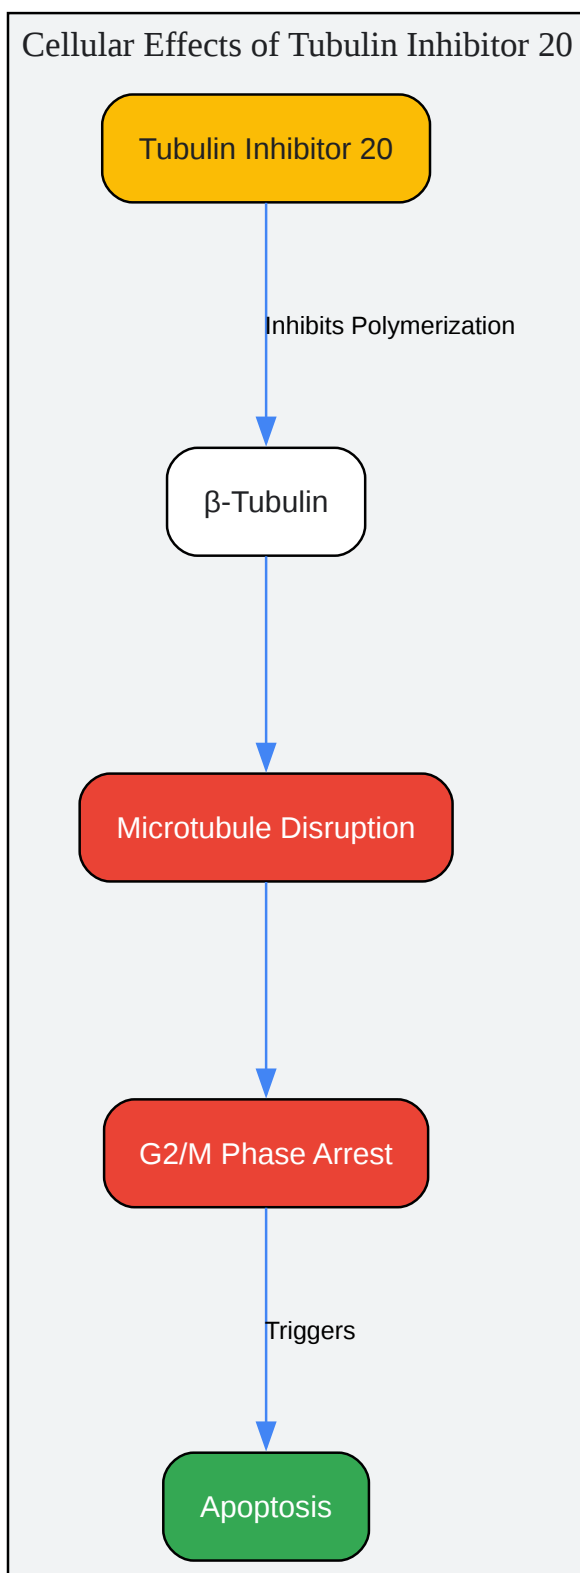 Cellular Effects of Tubulin Inhibitor 20
Tubulin Inhibitor 20
Inhibits Polymerization
β-Tubulin
Microtubule Disruption
G2/M Phase Arrest
Triggers
Apoptosis